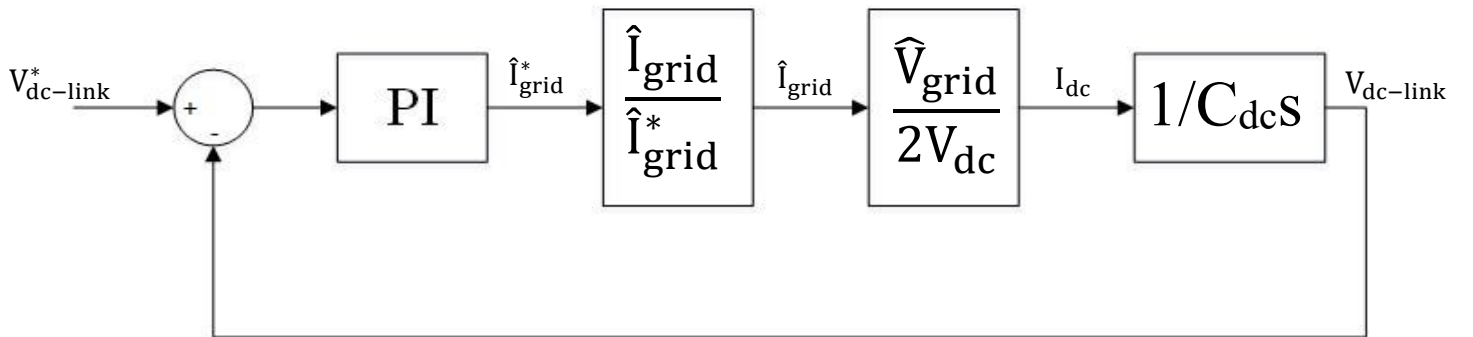 V*dc−link
+
-
PI
Î*grid
Îgrid
Î*grid
Îgrid
V̂grid
2Vdc
Idc
1/Cdcs
Vdc−link